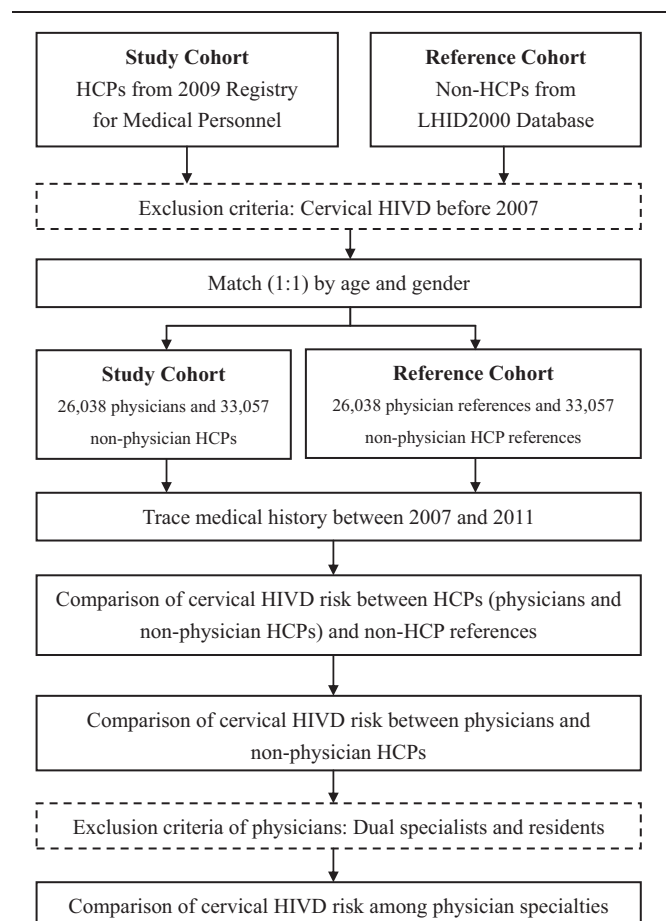 Study Cohort
HCPs from 2009 Registry
for Medical Personnel
Reference Cohort
Non-HCPs from
LHID2000 Database
Exclusion criteria: Cervical HIVD before 2007
Match (1:1) by age and gender
Study Cohort
26,038 physicians and 33,057
non-physician HCPs
Reference Cohort
26,038 physician references and 33,057
non-physician HCP references
Trace medical history between 2007 and 2011
Comparison of cervical HIVD risk between HCPs (physicians and
non-physician HCPs) and non-HCP references
Comparison of cervical HIVD risk between physicians and
non-physician HCPs
Exclusion criteria of physicians: Dual specialists and residents
Comparison of cervical HIVD risk among physician specialties